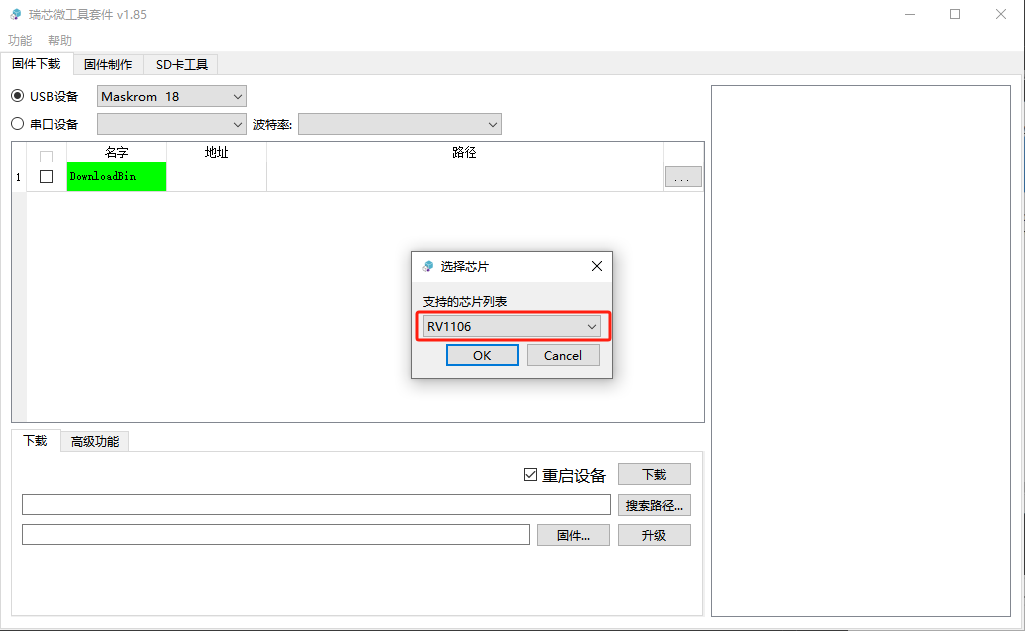 瑞芯微工具套件 v1.85
功能 帮助
固件下载 固件制作 SD卡工具
USB设备 Maskrom 18
串口设备 波特率:
名字 地址 路径
1 DownloadBin ...
选择芯片
支持的芯片列表
RV1106
OK Cancel
下载 高级功能
重启设备 下载
搜索路径...
固件... 升级